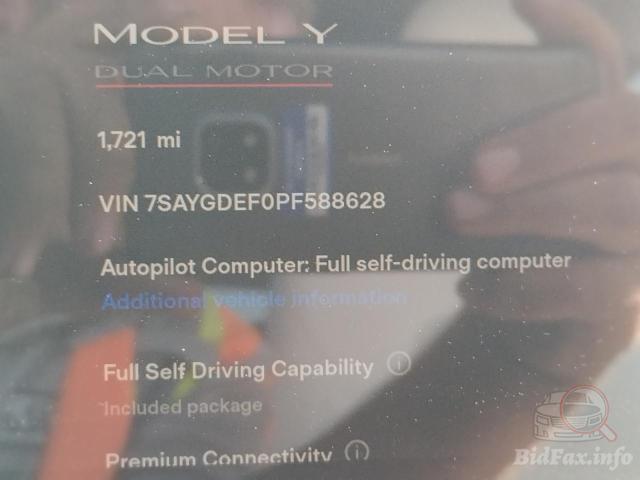 MODEL Y
DUAL MOTOR
1,721 mi
VIN 7SAYGDEF0PF588628
Autopilot Computer: Full self-driving computer
Additional vehicle information
Full Self Driving Capability
Included package
Premium Connectivity
BidFax.info